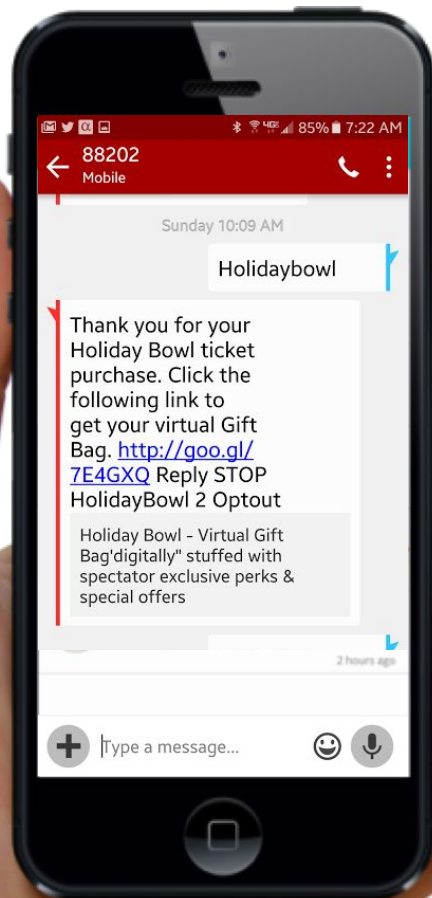 85% 7:22 AM
88202
Mobile
Sunday 10:09 AM
Holidaybowl
Thank you for your
Holiday Bowl ticket
purchase. Click the
following link to
get your virtual Gift
Bag. http://goo.gl/
7E4GXQ Reply STOP
HolidayBowl 2 Optout
Holiday Bowl - Virtual Gift
Bag'digitally" stuffed with
spectator exclusive perks &
special offers
2 hours ago
Type a message...